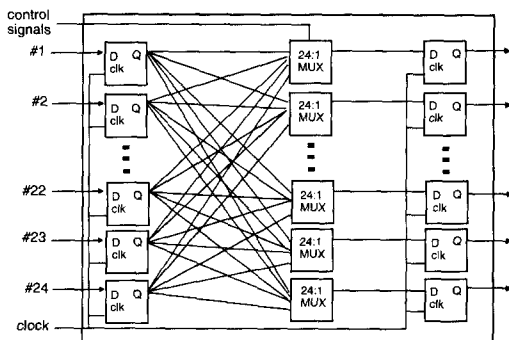 control
signals
#1
D Q
clk
24:1
MUX
D Q
clk
#2
D Q
clk
24:1
MUX
D Q
clk
#22
D Q
clk
24:1
MUX
D Q
clk
#23
D Q
clk
24:1
MUX
D Q
clk
#24
D Q
clk
24:1
MUX
D Q
clk
clock